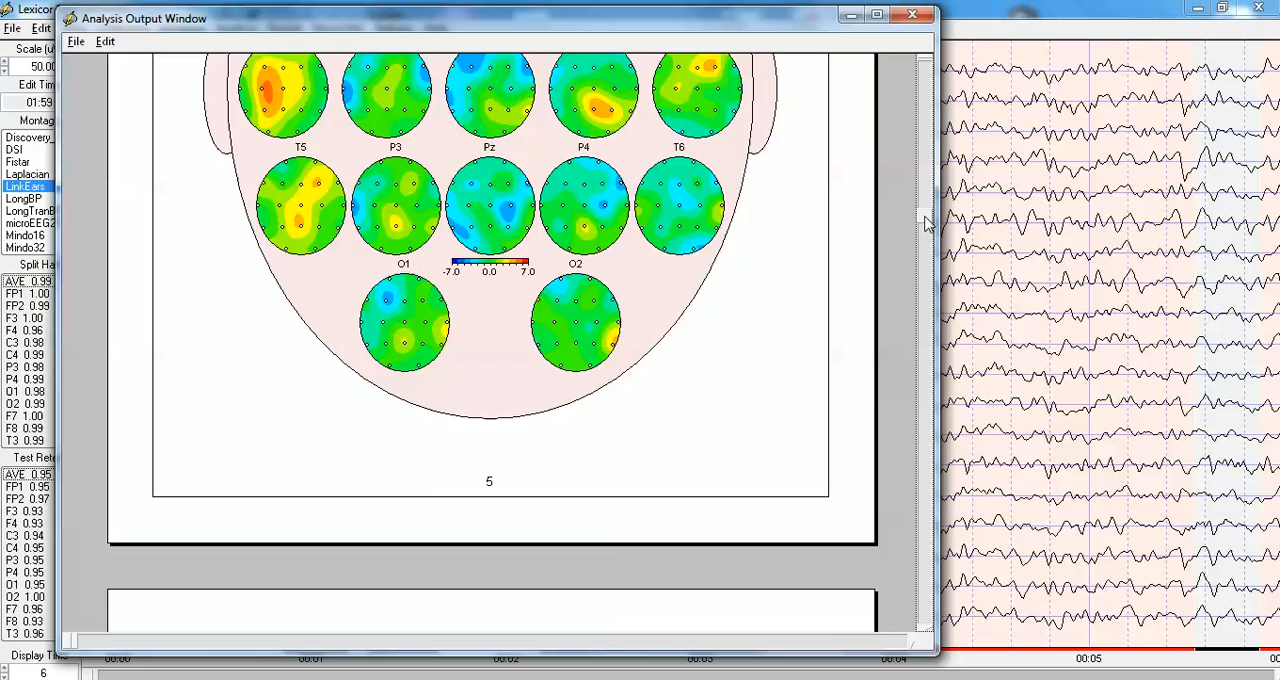 Lexicor
Analysis Output Window
File Edit
File Edit
Scale (u
50.00
Edit Time
01:59
Montag
Discovery_
DSI
Fistar
Laplacian
LinkEars
LongBP
LongTranB
microEEG2
Mindo16
Mindo32
Split Ha
AVE 0.99
FP1 1.00
FP2 0.99
F3 1.00
F4 0.96
C3 0.98
C4 0.99
P3 0.98
P4 0.99
O1 0.98
O2 0.99
F7 1.00
F8 0.99
T3 0.99
Test Rete
AVE 0.95
FP1 0.95
FP2 0.97
F3 0.93
F4 0.93
C3 0.94
C4 0.95
P3 0.95
P4 0.95
O1 0.95
O2 1.00
F7 0.96
F8 0.93
T3 0.96
Display Time
6
T5 P3 Pz P4 T6
O1 O2
-7.0 0.0 7.0
5
00:00 00:01 00:02 00:03 00:04 00:05 00